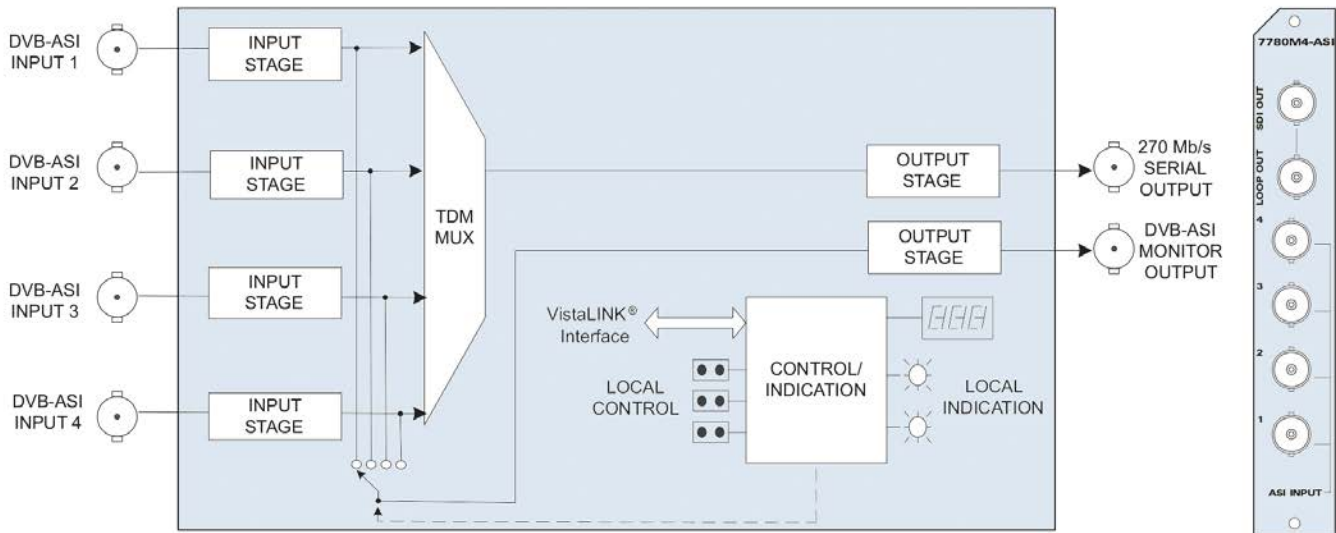 DVB-ASI
INPUT 1
INPUT
STAGE
DVB-ASI
INPUT 2
INPUT
STAGE
DVB-ASI
INPUT 3
INPUT
STAGE
DVB-ASI
INPUT 4
INPUT
STAGE
TDM
MUX
OUTPUT
STAGE
270 Mb/s
SERIAL
OUTPUT
OUTPUT
STAGE
DVB-ASI
MONITOR
OUTPUT
VistaLINK®
Interface
LOCAL
CONTROL
CONTROL/
INDICATION
LOCAL
INDICATION
7780M4-ASI
SDI OUT
LOOP OUT
4
3
2
1
ASI INPUT